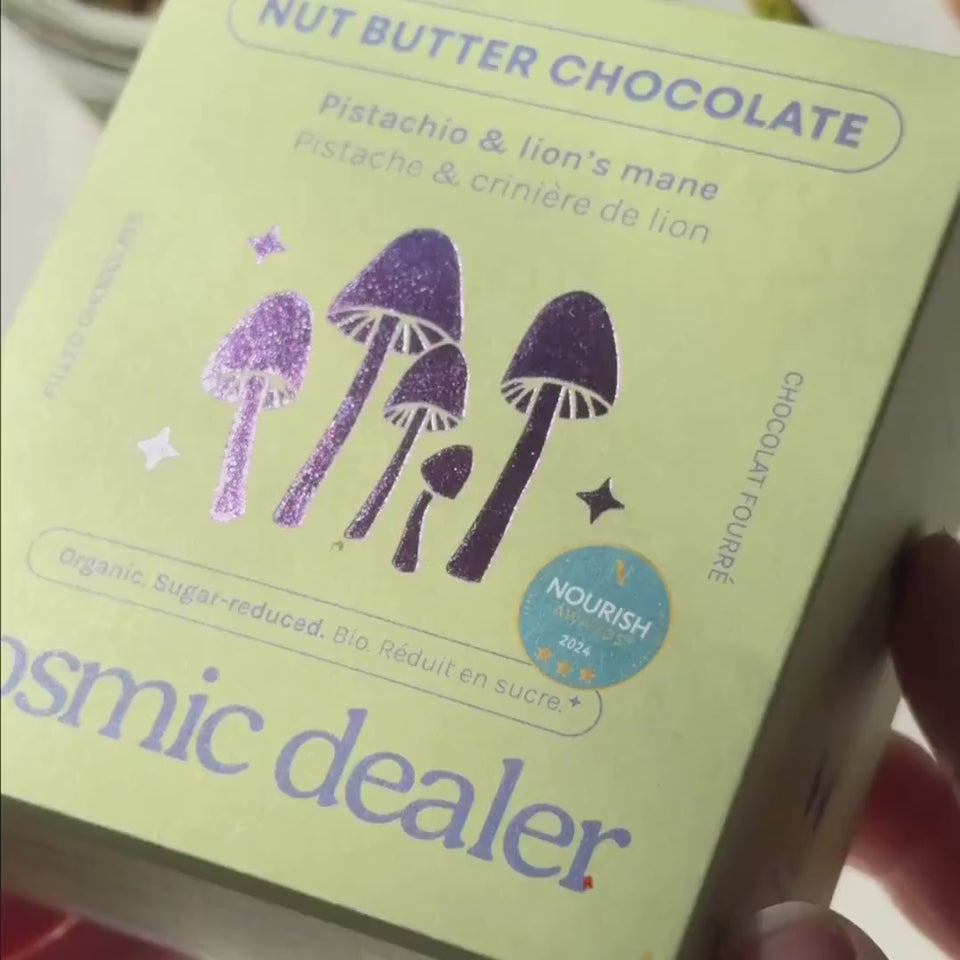 NUT BUTTER CHOCOLATE
Pistachio & lion's mane
Pistache & crinière de lion
FILLED CHOCOLATE
CHOCOLAT FOURRÉ
NOURISH
AWARDS
2024
Organic. Sugar-reduced. Bio. Réduit en sucre.
osmic dealer